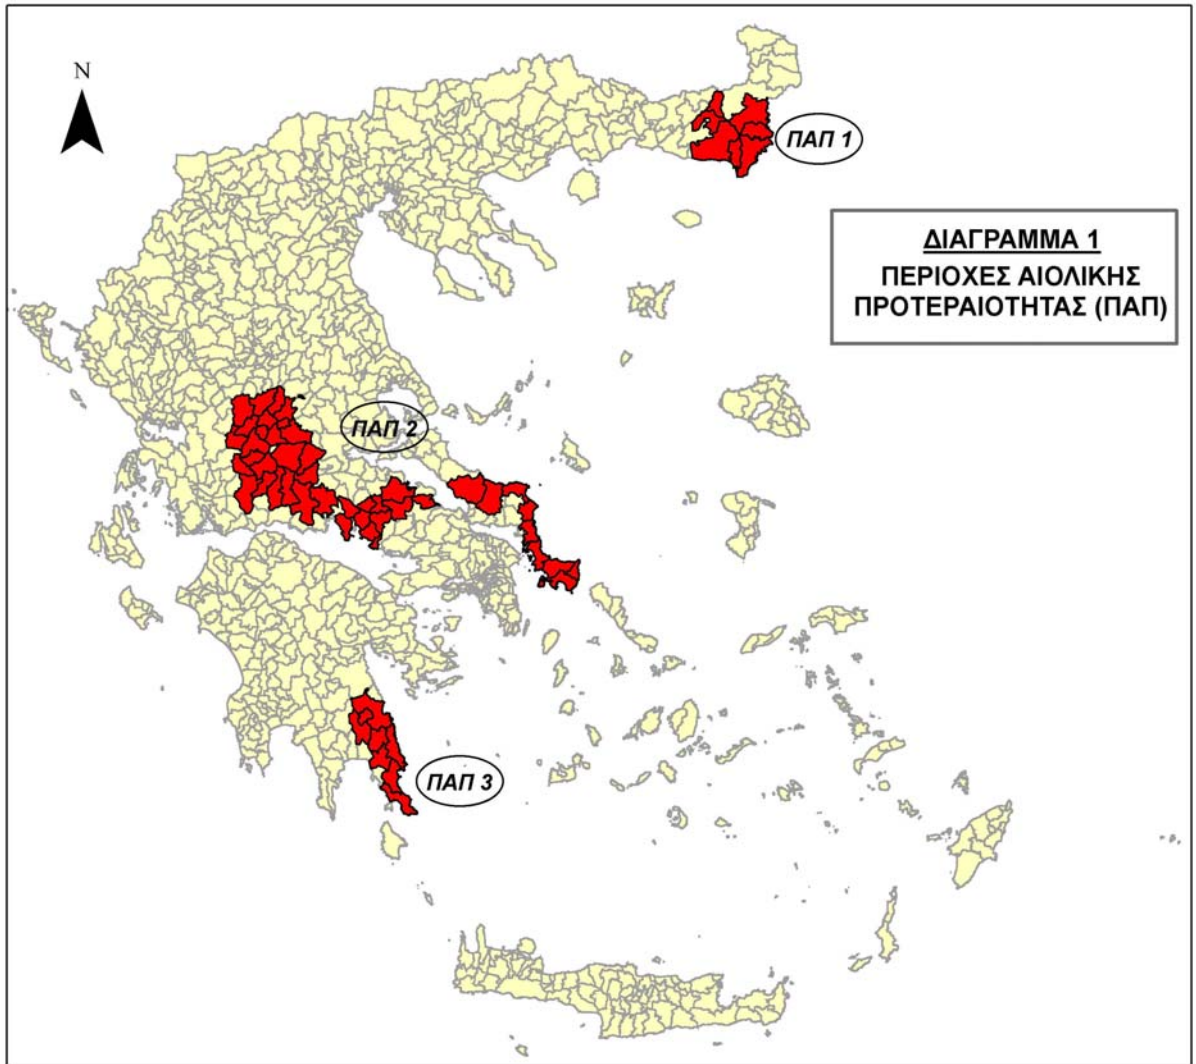 N
ΠΑΠ 1
ΔΙΑΓΡΑΜΜΑ 1
ΠΕΡΙΟΧΕΣ ΑΙΟΛΙΚΗΣ
ΠΡΟΤΕΡΑΙΟΤΗΤΑΣ (ΠΑΠ)
ΠΑΠ 2
ΠΑΠ 3